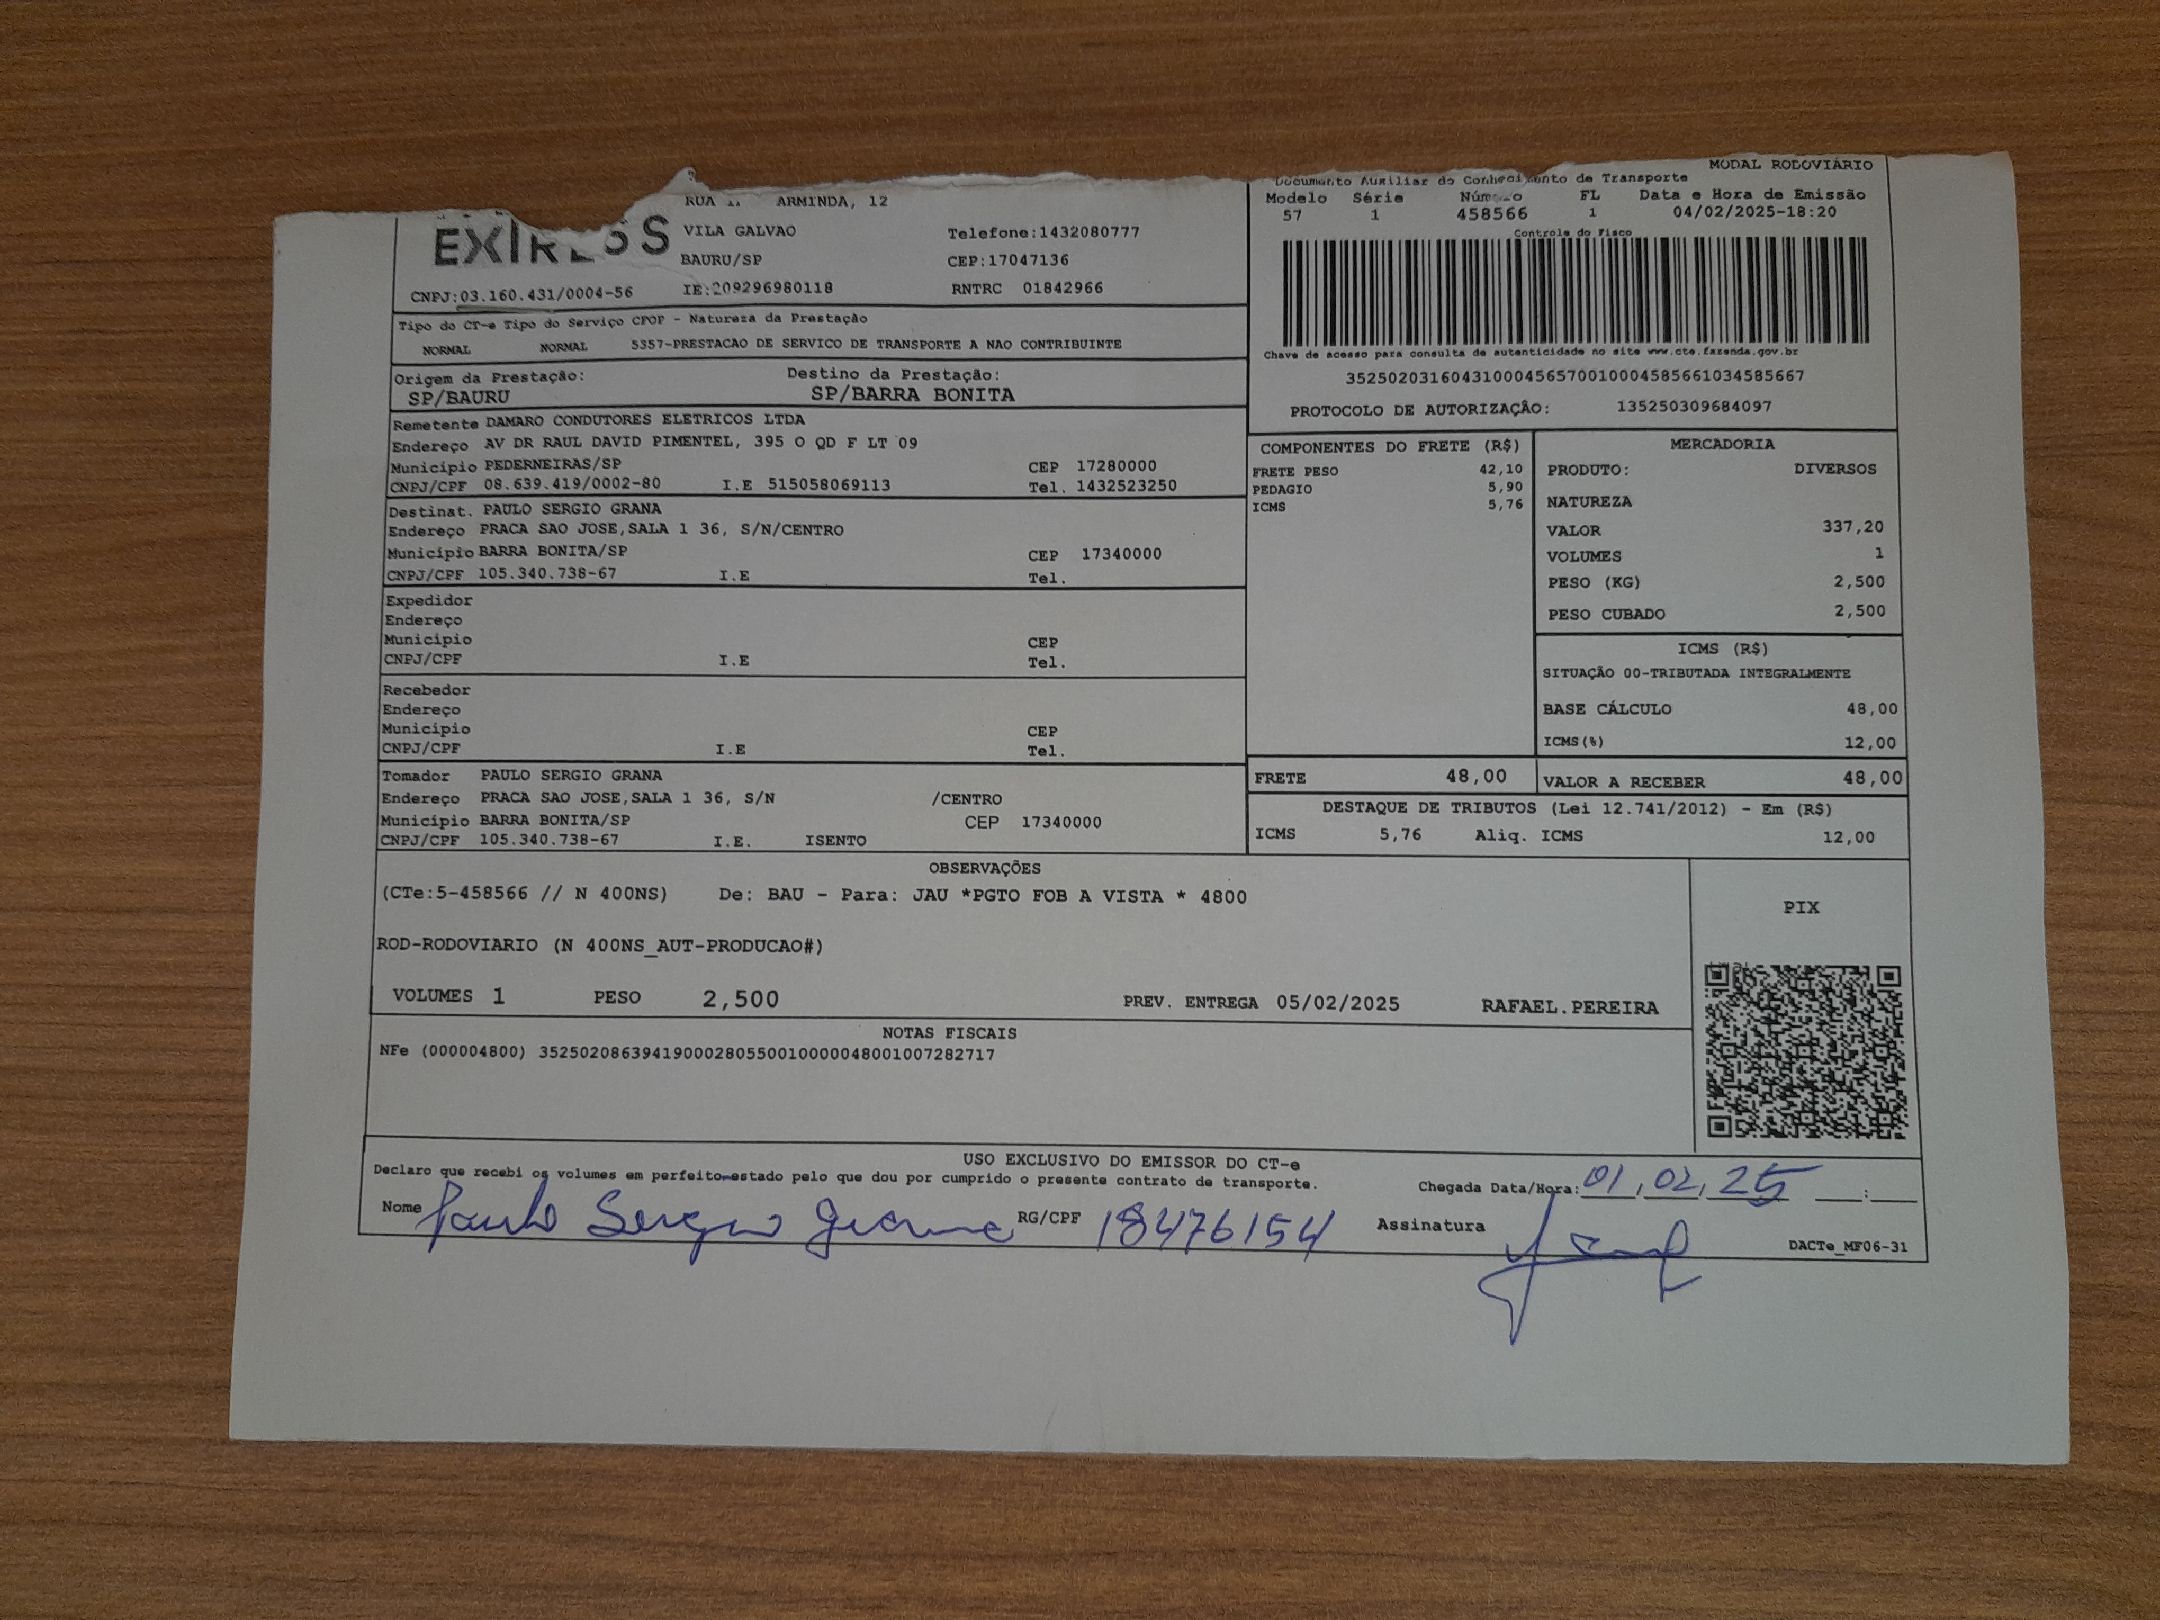 MODAL RODOVIÁRIO
RUA ARMINDA, 12
VILA GALVAO Telefone:1432080777
BAURU/SP CEP:17047136
CNPJ:03.160.431/0004-56 IE:209296980118 RNTRC 01842966
Documento Auxiliar do Conhecimento de Transporte
Modelo Série Número FL Data e Hora de Emissão
57 1 458566 1 04/02/2025-18:20
Controle do Fisco
Chave de acesso para consulta de autenticidade no site www.cte.fazenda.gov.br
35250203160431000456570010004585661034585667
PROTOCOLO DE AUTORIZAÇÃO: 135250309684097
Tipo do CT-e Tipo do Serviço CFOP - Natureza da Prestação
NORMAL NORMAL 5357-PRESTACAO DE SERVICO DE TRANSPORTE A NAO CONTRIBUINTE
Origem da Prestação: Destino da Prestação:
SP/BAURU SP/BARRA BONITA
Remetente DAMARO CONDUTORES ELETRICOS LTDA
Endereço AV DR RAUL DAVID PIMENTEL, 395 O QD F LT 09
Município PEDERNEIRAS/SP CEP 17280000
CNPJ/CPF 08.639.419/0002-80 I.E 515058069113 Tel. 1432523250
Destinat. PAULO SERGIO GRANA
Endereço PRACA SAO JOSE,SALA 1 36, S/N/CENTRO
Município BARRA BONITA/SP CEP 17340000
CNPJ/CPF 105.340.738-67 I.E Tel.
Expedidor
Endereço
Município CEP
CNPJ/CPF I.E Tel.
Recebedor
Endereço
Município CEP
CNPJ/CPF I.E Tel.
Tomador PAULO SERGIO GRANA
Endereço PRACA SAO JOSE,SALA 1 36, S/N /CENTRO
Município BARRA BONITA/SP CEP 17340000
CNPJ/CPF 105.340.738-67 I.E. ISENTO
COMPONENTES DO FRETE (R$)
FRETE PESO 42,10
PEDAGIO 5,90
ICMS 5,76
MERCADORIA
PRODUTO: DIVERSOS
NATUREZA
VALOR 337,20
VOLUMES 1
PESO (KG) 2,500
PESO CUBADO 2,500
ICMS (R$)
SITUAÇÃO 00-TRIBUTADA INTEGRALMENTE
BASE CÁLCULO 48,00
ICMS(%) 12,00
FRETE 48,00 VALOR A RECEBER 48,00
DESTAQUE DE TRIBUTOS (Lei 12.741/2012) - Em (R$)
ICMS 5,76 Aliq. ICMS 12,00
OBSERVAÇÕES
(CTe:5-458566 // N 400NS) De: BAU - Para: JAU *PGTO FOB A VISTA * 4800
ROD-RODOVIARIO (N 400NS_AUT-PRODUCAO#)
VOLUMES 1 PESO 2,500 PREV. ENTREGA 05/02/2025 RAFAEL.PEREIRA
PIX
NOTAS FISCAIS
NFe (000004800) 35250208639419000280550010000048001007282717
USO EXCLUSIVO DO EMISSOR DO CT-e
Declaro que recebi os volumes em perfeito estado pelo que dou por cumprido o presente contrato de transporte. Chegada Data/Hora: 01,02,25 :
Nome Paulo Sergio Grana RG/CPF 18476154 Assinatura
DACTe_MF06-31